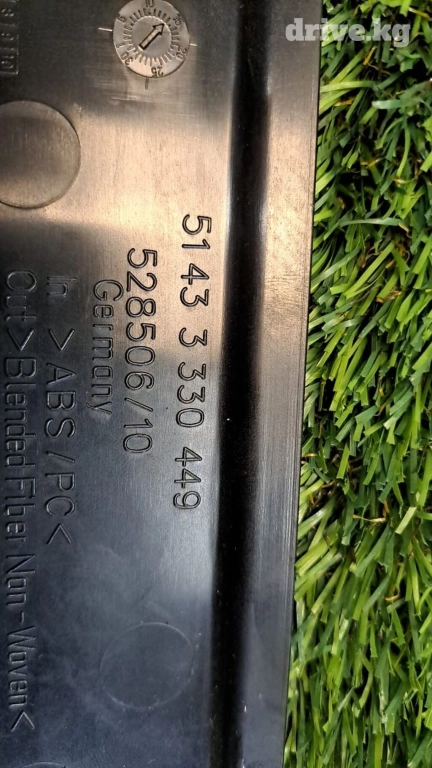 drive.kg
5143 3 330 449
528506/10
Germany
In >ABS/PC<
Out>Blended Fiber Non-Woven<